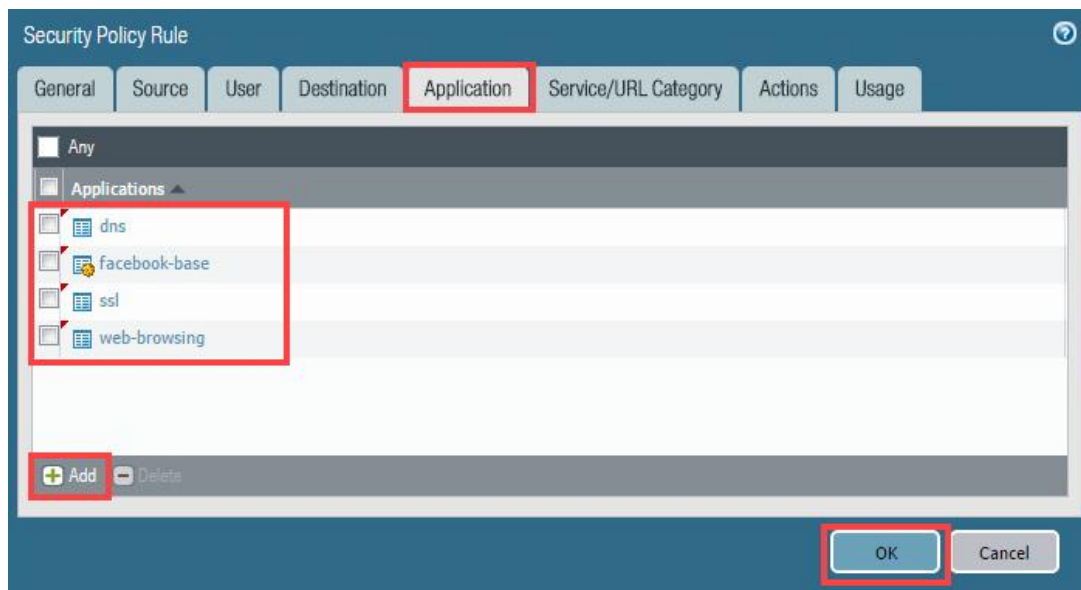 Security Policy Rule
General Source User Destination Application Service/URL Category Actions Usage
Any
Applications
dns
facebook-base
ssl
web-browsing
Add Delete
OK Cancel